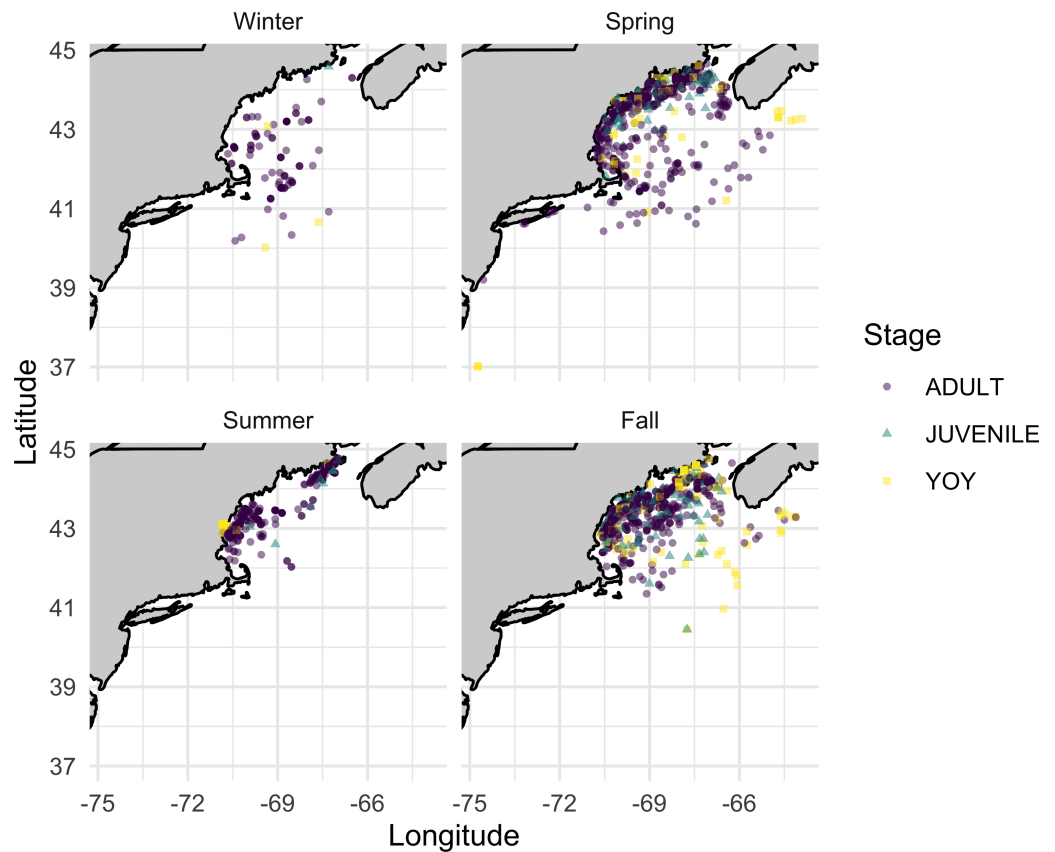 Winter Spring
45
43
41
39
37
Summer Fall
45
43
41
39
37
-75 -72 -69 -66 -75 -72 -69 -66
Longitude
Latitude
Stage
ADULT
JUVENILE
YOY